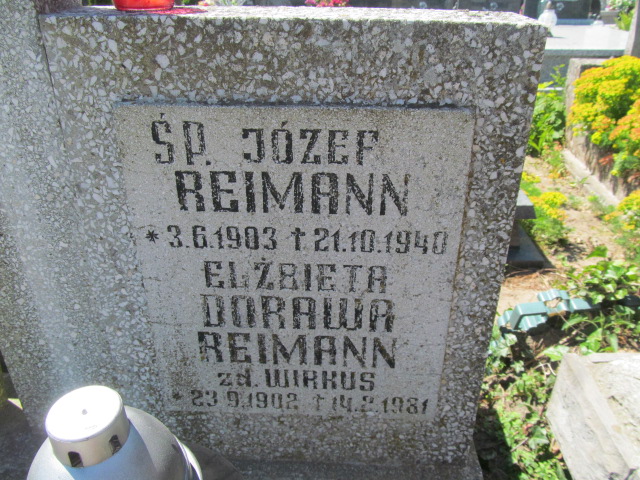 ŚP. JÓZEF
REIMANN
* 3.6.1903 † 21.10.1940
ELŻBIETA
DORAWA
REIMANN
zd. WIRKUS
* 23.9.1902 † 14.2.1981